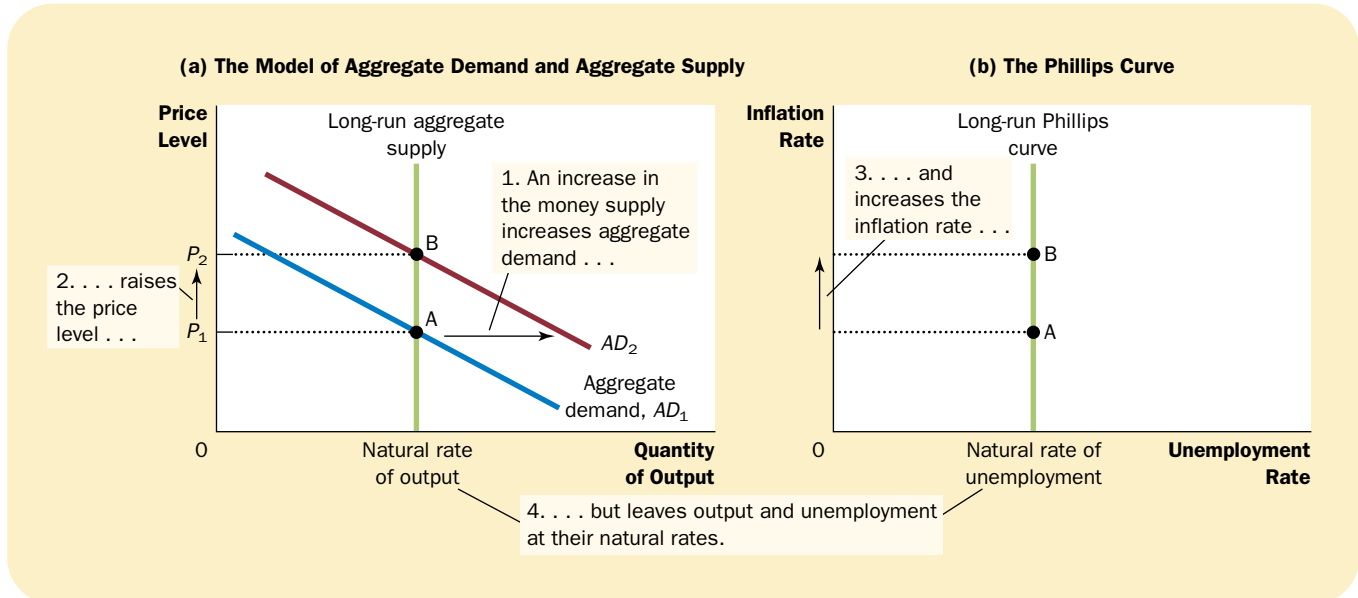 (a) The Model of Aggregate Demand and Aggregate Supply
Price
Level
Long-run aggregate
supply
1. An increase in
the money supply
increases aggregate
demand . . .
B
P2
2. . . . raises
the price
level . . .
A
P1
AD2
Aggregate
demand, AD1
0
Natural rate
of output
Quantity
of Output
(b) The Phillips Curve
Inflation
Rate
Long-run Phillips
curve
3. . . . and
increases the
inflation rate . . .
B
A
0
Natural rate of
unemployment
Unemployment
Rate
4. . . . but leaves output and unemployment
at their natural rates.